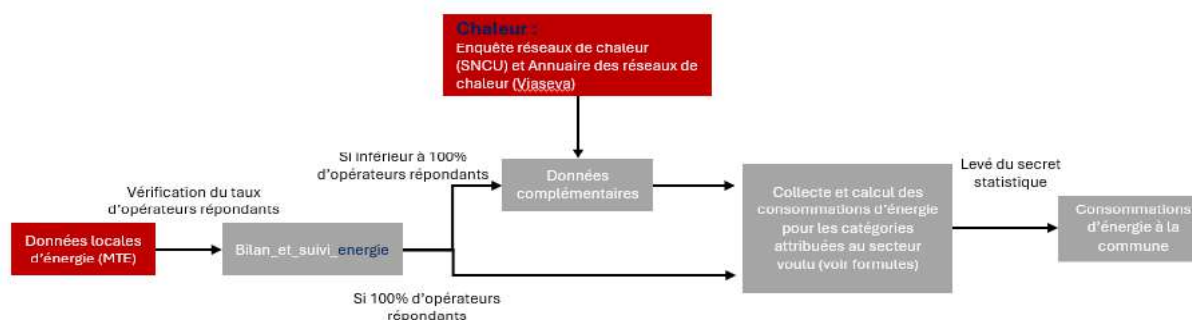 Chaleur :
Enquête réseaux de chaleur
(SNCU) et Annuaire des réseaux de
chaleur (Viaseva)
Si inférieur à 100%
d'opérateurs répondants
Données
complémentaires
Levé du secret
statistique
Vérification du taux
d'opérateurs répondants
Collecte et calcul des
consommations d'énergie
pour les catégories
attribuées au secteur
voulu (voir formules)
Consommations
d'énergie à la
commune
Données locales
d'énergie (MTE)
Bilan_et_suivi_energie
Si 100% d'opérateurs
répondants